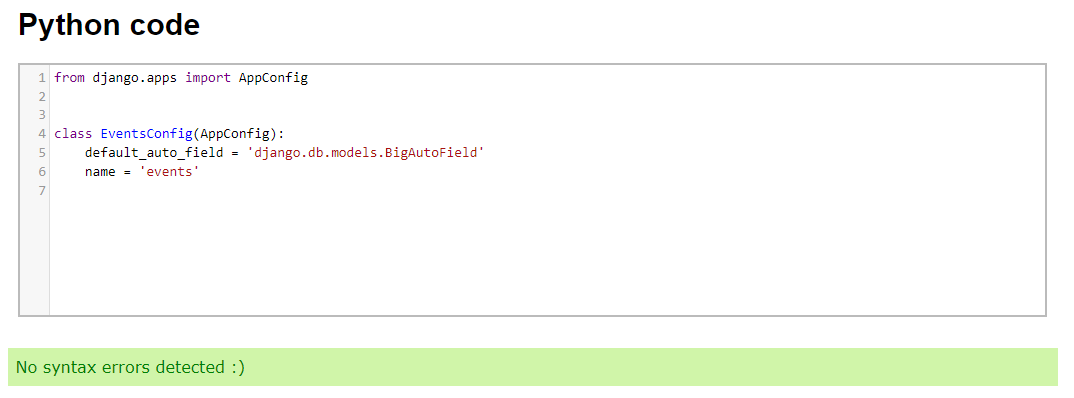 Python code
1 from django.apps import AppConfig
2
3
4 class EventsConfig(AppConfig):
5     default_auto_field = 'django.db.models.BigAutoField'
6     name = 'events'
7
No syntax errors detected :)